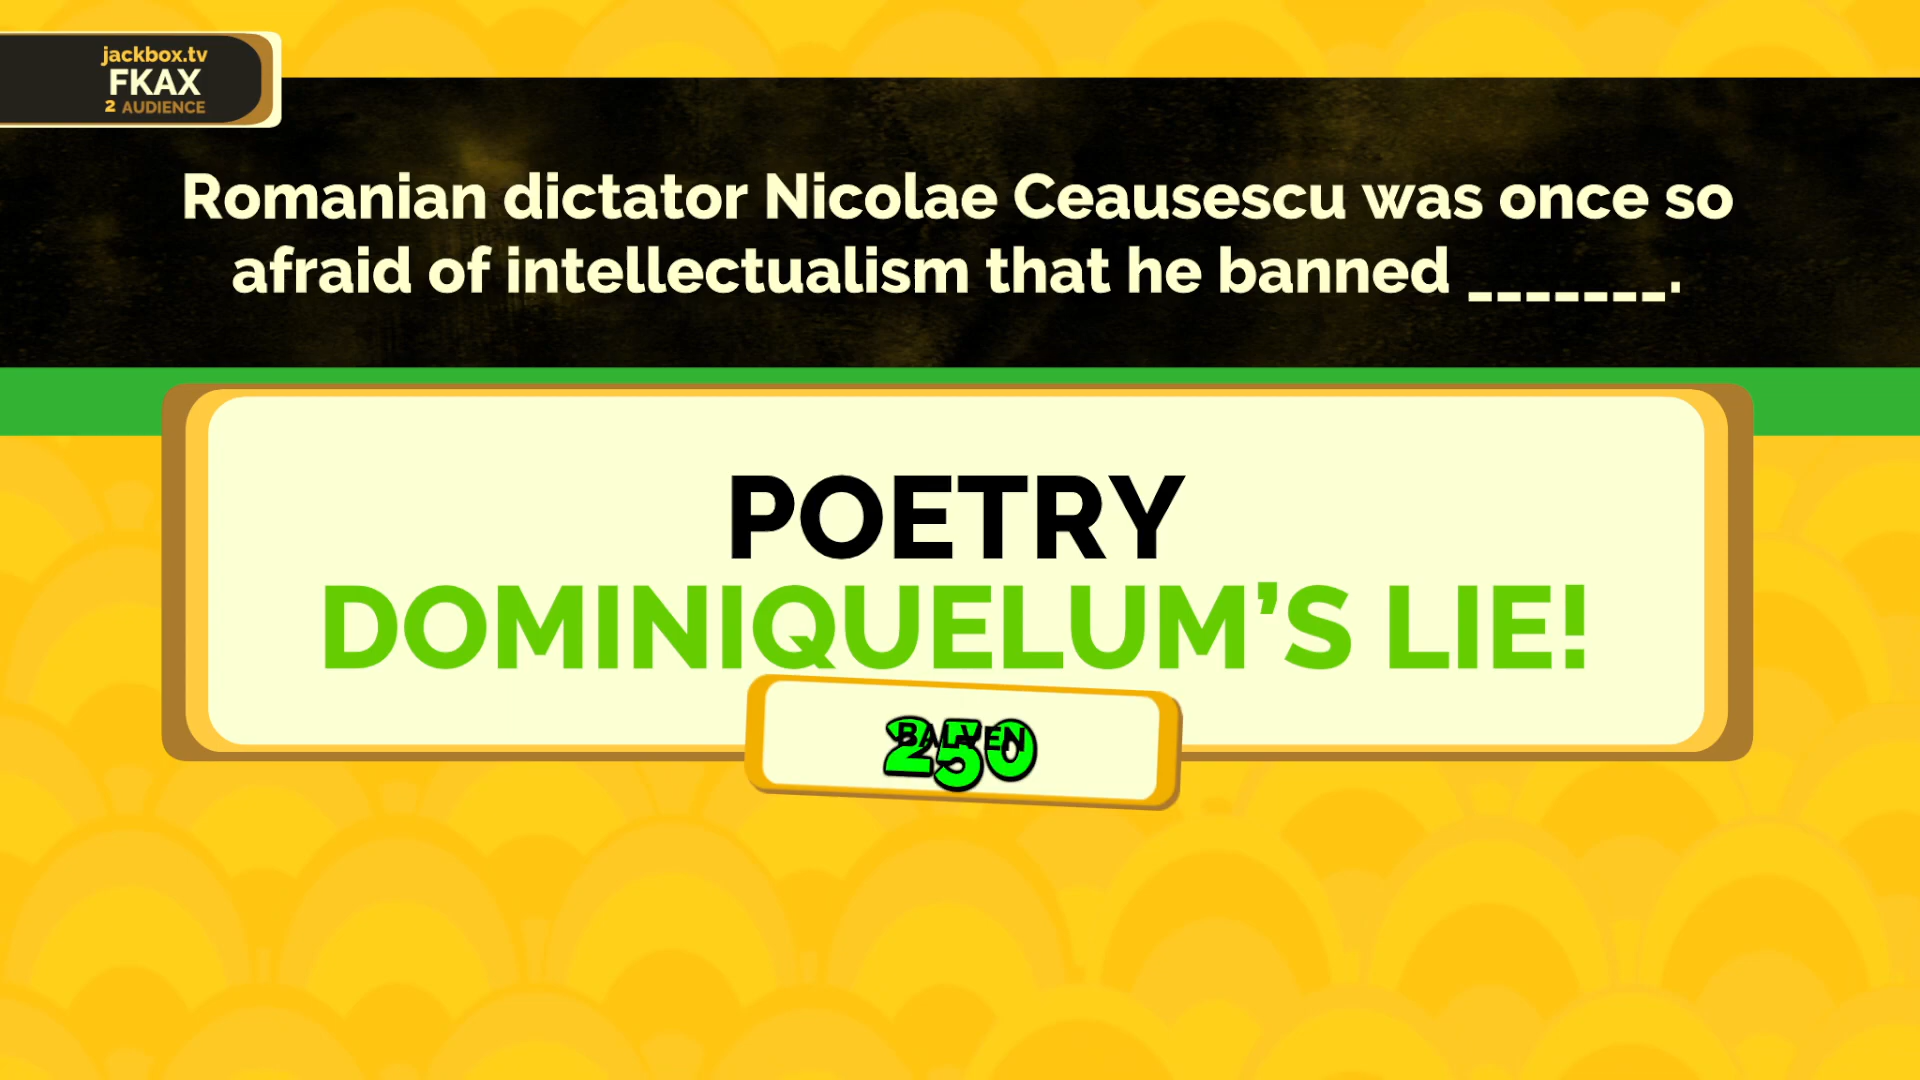 jackbox.tv
FKAX
2 AUDIENCE
Romanian dictator Nicolae Ceausescu was once so
afraid of intellectualism that he banned _______.
POETRY
DOMINIQUELUM'S LIE!
250